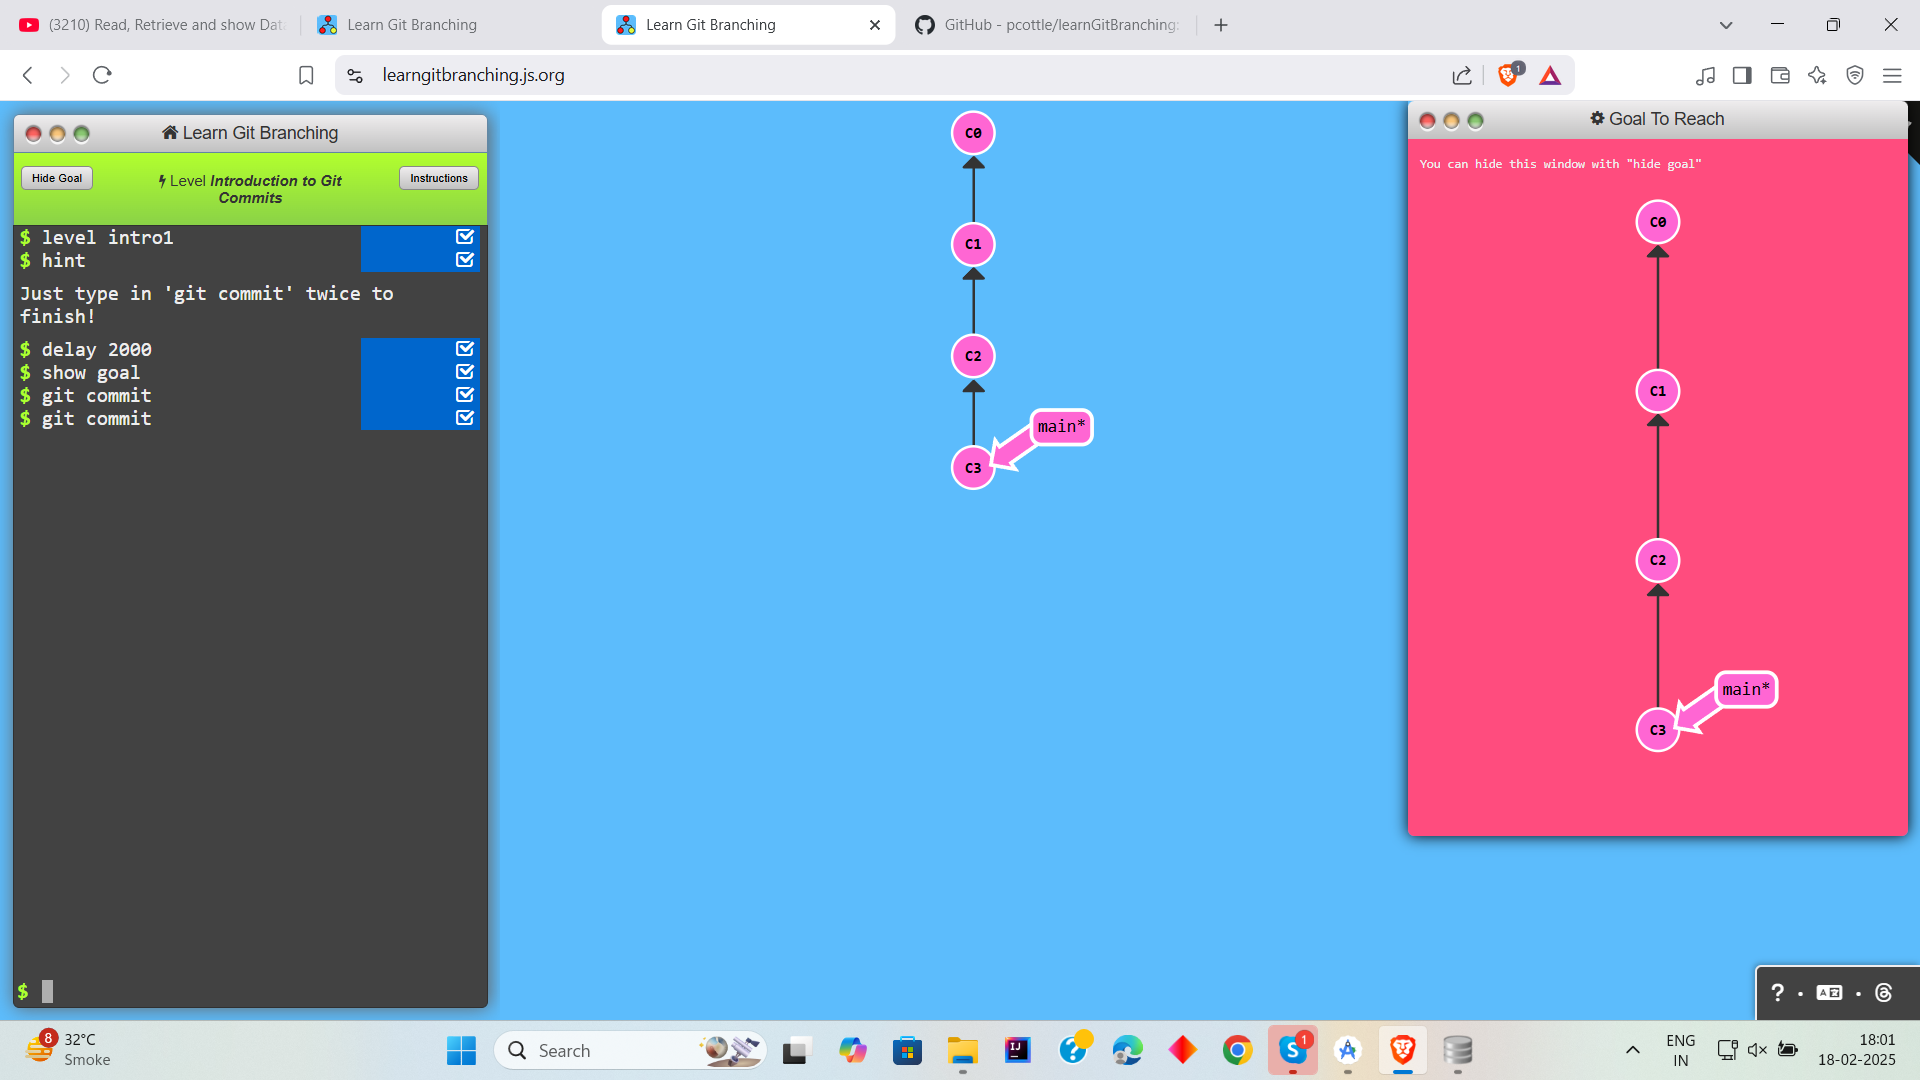 (3210) Read, Retrieve and show Dat
Learn Git Branching
Learn Git Branching
GitHub - pcottle/learnGitBranching:
learngitbranching.js.org
1
Learn Git Branching
Hide Goal
Level Introduction to Git
Commits
Instructions
$ level intro1
$ hint
Just type in 'git commit' twice to
finish!
$ delay 2000
$ show goal
$ git commit
$ git commit
$
C0
C1
C2
main*
C3
Goal To Reach
You can hide this window with "hide goal"
C0
C1
C2
main*
C3
?
8
32°C
Smoke
Search
IJ
S
1
ENG
IN
18:01
18-02-2025